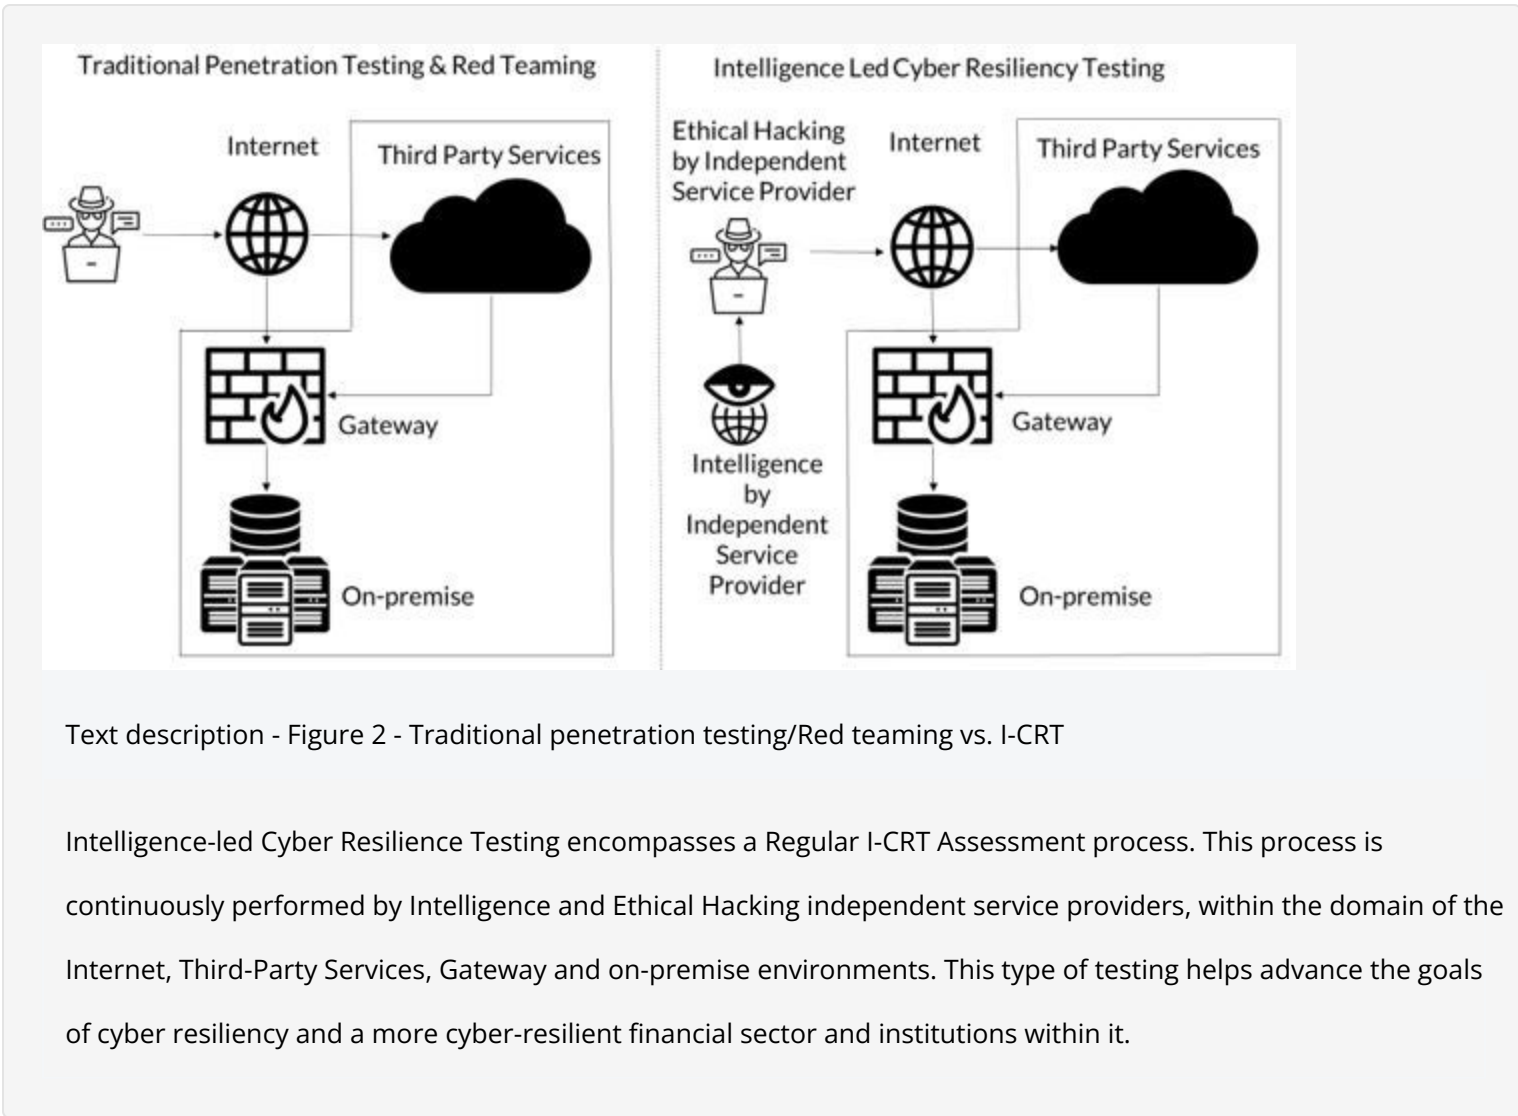 Traditional Penetration Testing & Red Teaming
Internet
Third Party Services
Gateway
On-premise
Intelligence Led Cyber Resiliency Testing
Ethical Hacking
by Independent
Service Provider
Internet
Third Party Services
Intelligence
by
Independent
Service
Provider
Gateway
On-premise
Text description - Figure 2 - Traditional penetration testing/Red teaming vs. I-CRT
Intelligence-led Cyber Resilience Testing encompasses a Regular I-CRT Assessment process. This process is
continuously performed by Intelligence and Ethical Hacking independent service providers, within the domain of the
Internet, Third-Party Services, Gateway and on-premise environments. This type of testing helps advance the goals
of cyber resiliency and a more cyber-resilient financial sector and institutions within it.